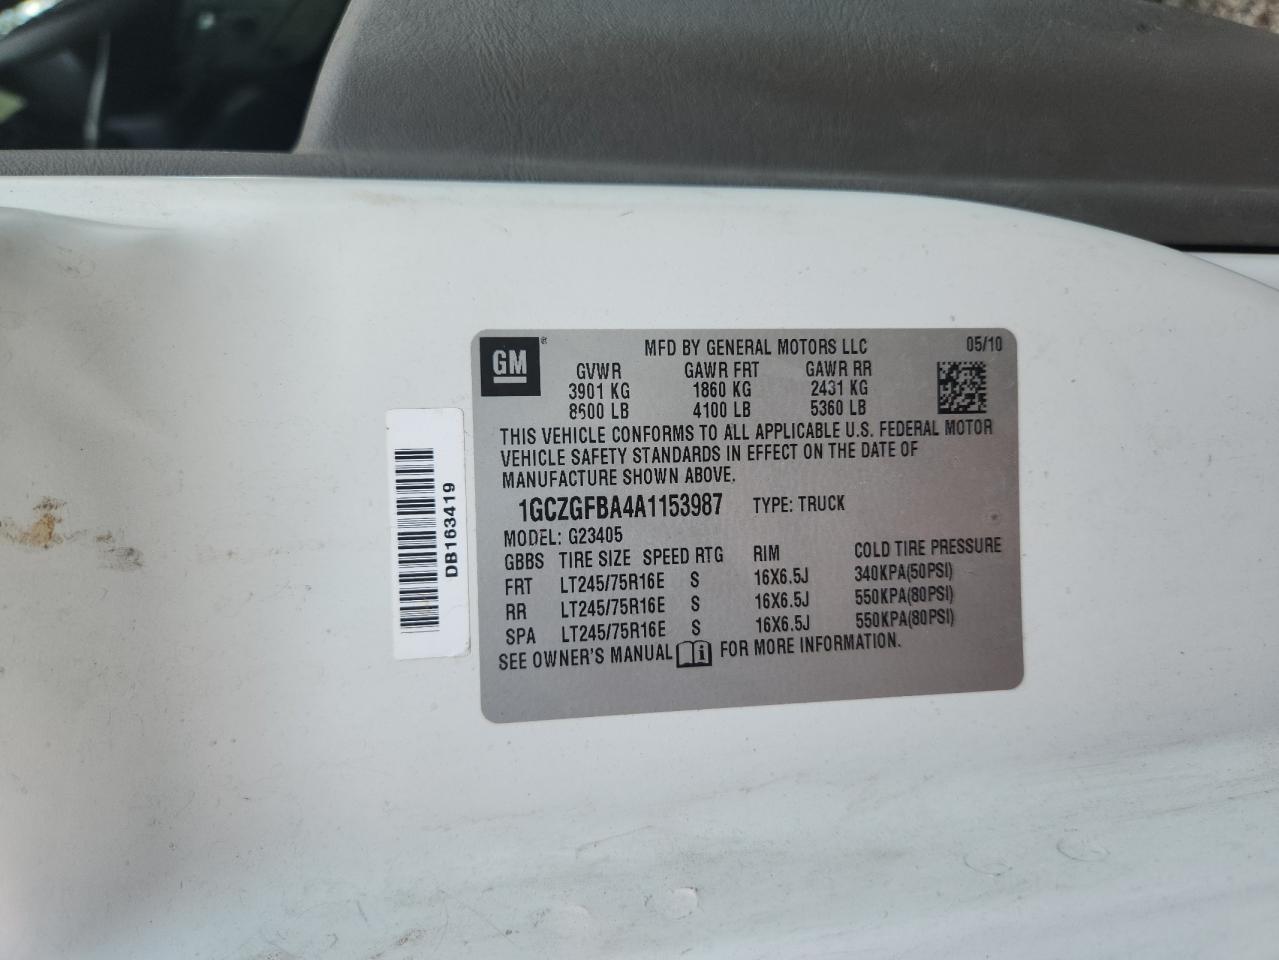 GM ®
MFD BY GENERAL MOTORS LLC 05/10
GVWR GAWR FRT GAWR RR
3901 KG 1860 KG 2431 KG
8600 LB 4100 LB 5360 LB
THIS VEHICLE CONFORMS TO ALL APPLICABLE U.S. FEDERAL MOTOR
VEHICLE SAFETY STANDARDS IN EFFECT ON THE DATE OF
MANUFACTURE SHOWN ABOVE.
1GCZGFBA4A1153987 TYPE: TRUCK
MODEL: G23405
GBBS TIRE SIZE SPEED RTG RIM COLD TIRE PRESSURE
FRT LT245/75R16E S 16X6.5J 340KPA(50PSI)
RR LT245/75R16E S 16X6.5J 550KPA(80PSI)
SPA LT245/75R16E S 16X6.5J 550KPA(80PSI)
SEE OWNER'S MANUAL i FOR MORE INFORMATION.
DB163419